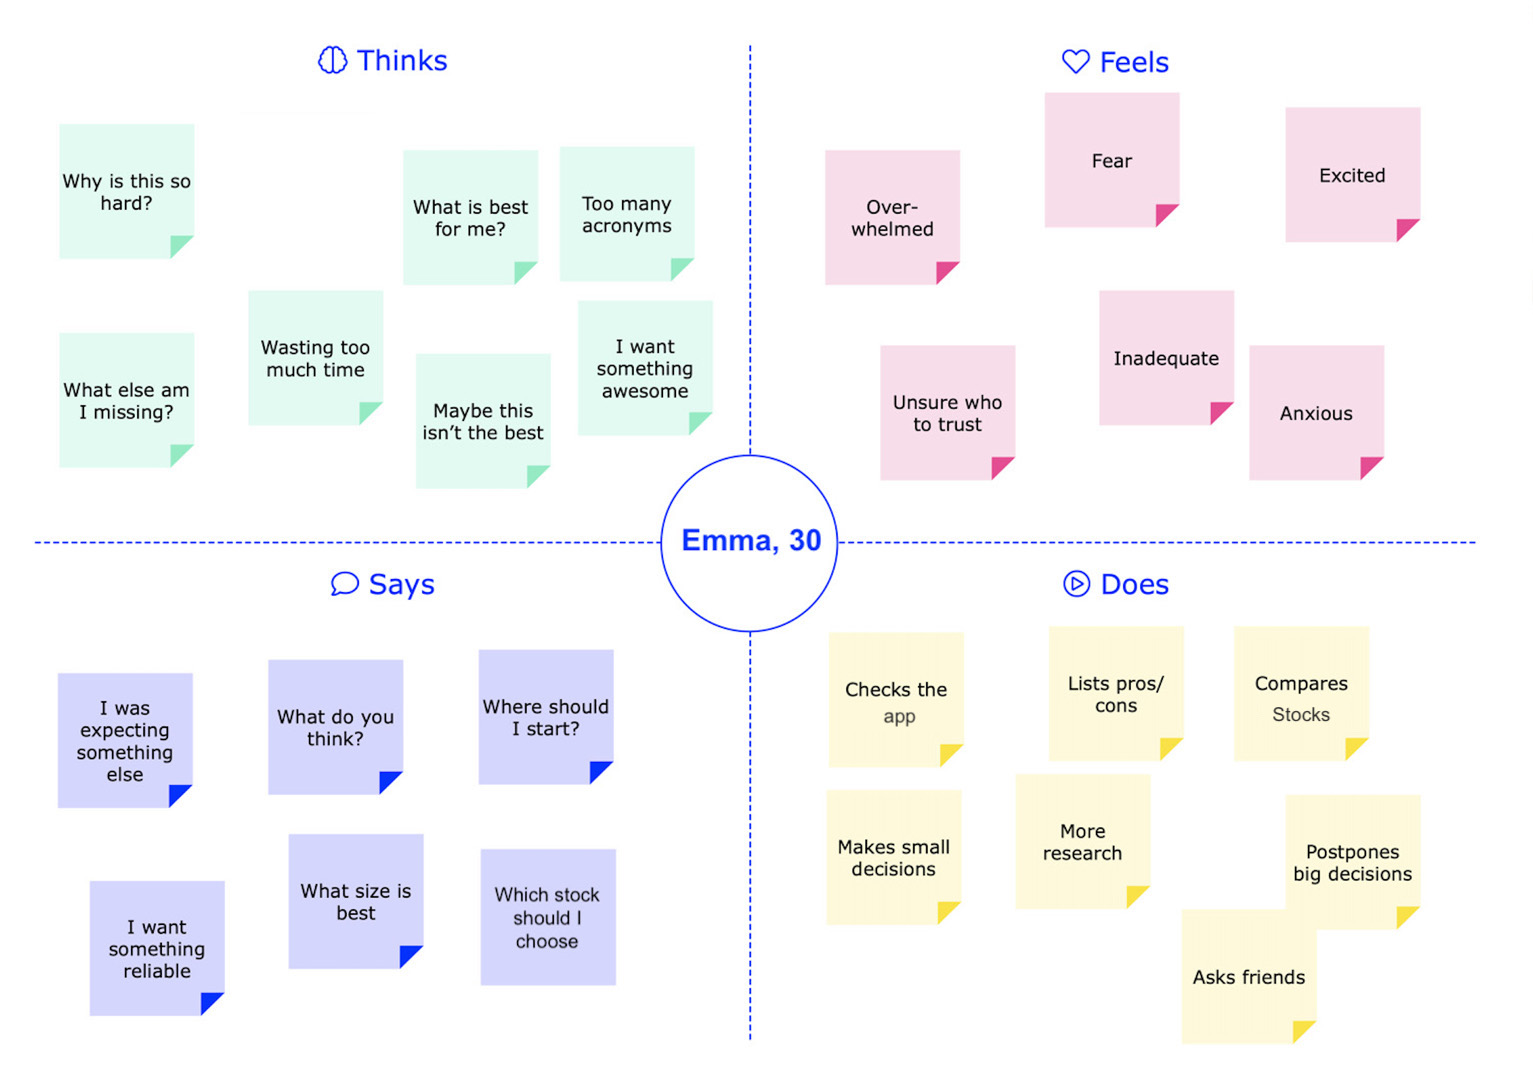 Thinks
Why is this so
hard?
What is best
for me?
Too many
acronyms
What else am
I missing?
Wasting too
much time
Maybe this
isn’t the best
I want
something
awesome
Feels
Over-
whelmed
Fear
Excited
Unsure who
to trust
Inadequate
Anxious
Emma, 30
Says
I was
expecting
something
else
What do you
think?
Where should
I start?
I want
something
reliable
What size is
best
Which stock
should I
choose
Does
Checks the
app
Lists pros/
cons
Compares
Stocks
Makes small
decisions
More
research
Postpones
big decisions
Asks friends